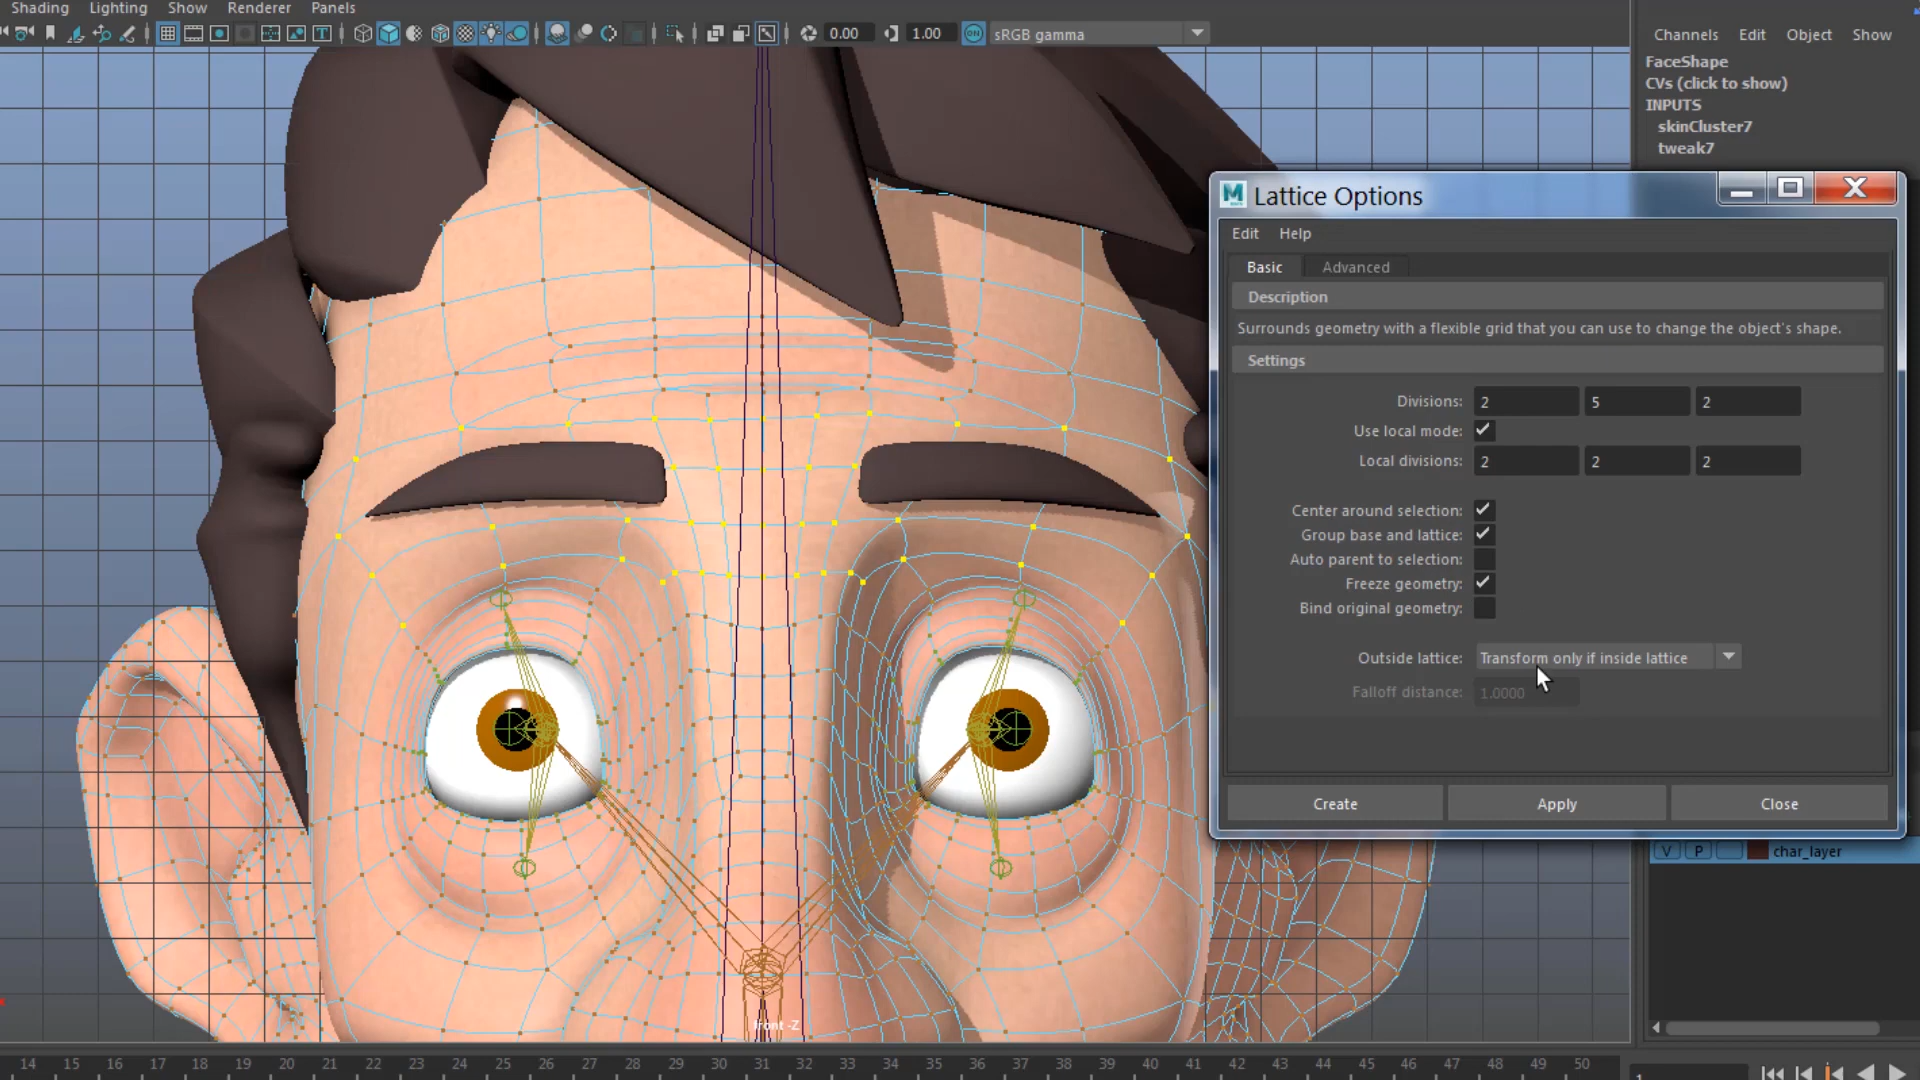 Shading Lighting Show Renderer Panels
0.00 1.00 ON sRGB gamma
Channels Edit Object Show
FaceShape
CVs (click to show)
INPUTS
skinCluster7
tweak7
Lattice Options
Edit Help
Basic Advanced
Description
Surrounds geometry with a flexible grid that you can use to change the object's shape.
Settings
Divisions: 2 5 2
Use local mode:
Local divisions: 2 2 2
Center around selection:
Group base and lattice:
Auto parent to selection:
Freeze geometry:
Bind original geometry:
Outside lattice: Transform only if inside lattice
Falloff distance: 1.0000
Create Apply Close
V P char_layer
front -Z
14 15 16 17 18 19 20 21 22 23 24 25 26 27 28 29 30 31 32 33 34 35 36 37 38 39 40 41 42 43 44 45 46 47 48 49 50